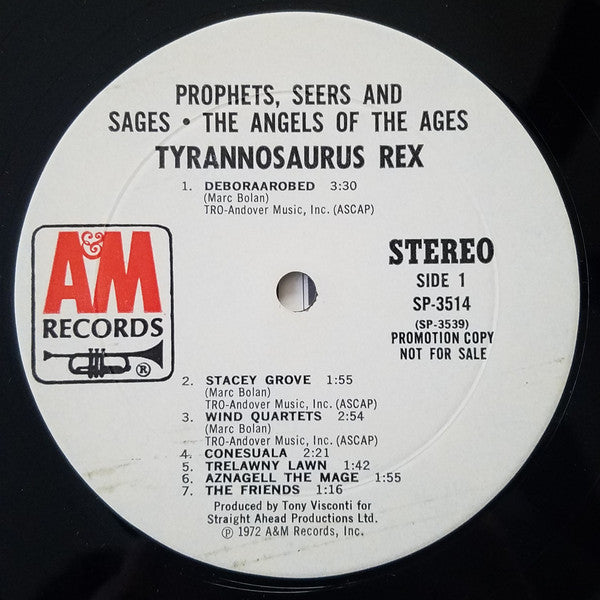 PROPHETS, SEERS AND
SAGES • THE ANGELS OF THE AGES
TYRANNOSAURUS REX
1. DEBORAAROBED 3:30
(Marc Bolan)
TRO-Andover Music, Inc. (ASCAP)
A&M
RECORDS
®
STEREO
SIDE 1
SP-3514
(SP-3539)
PROMOTION COPY
NOT FOR SALE
2. STACEY GROVE 1:55
(Marc Bolan)
TRO-Andover Music, Inc. (ASCAP)
3. WIND QUARTETS 2:54
(Marc Bolan)
TRO-Andover Music, Inc. (ASCAP)
4. CONESUALA 2:21
5. TRELAWNY LAWN 1:42
6. AZNAGELL THE MAGE 1:55
7. THE FRIENDS 1:16
Produced by Tony Visconti for
Straight Ahead Productions Ltd.
℗ 1972 A&M Records, Inc.